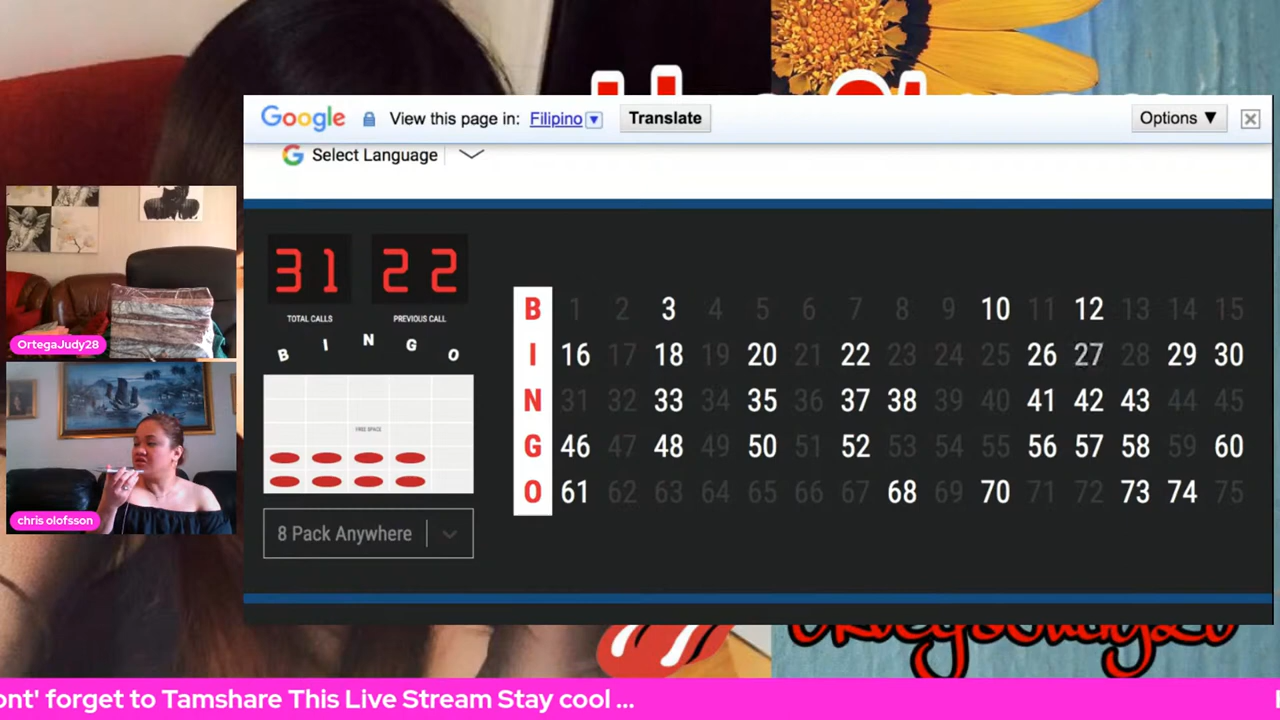 Google View this page in: Filipino Translate Options
Select Language
31 22
TOTAL CALLS PREVIOUS CALL
B I N G O
FREE SPACE
8 Pack Anywhere
B 1 2 3 4 5 6 7 8 9 10 11 12 13 14 15
I 16 17 18 19 20 21 22 23 24 25 26 27 28 29 30
N 31 32 33 34 35 36 37 38 39 40 41 42 43 44 45
G 46 47 48 49 50 51 52 53 54 55 56 57 58 59 60
O 61 62 63 64 65 66 67 68 69 70 71 72 73 74 75
OrtegaJudy28
chris olofsson
ont' forget to Tamshare This Live Stream Stay cool ...